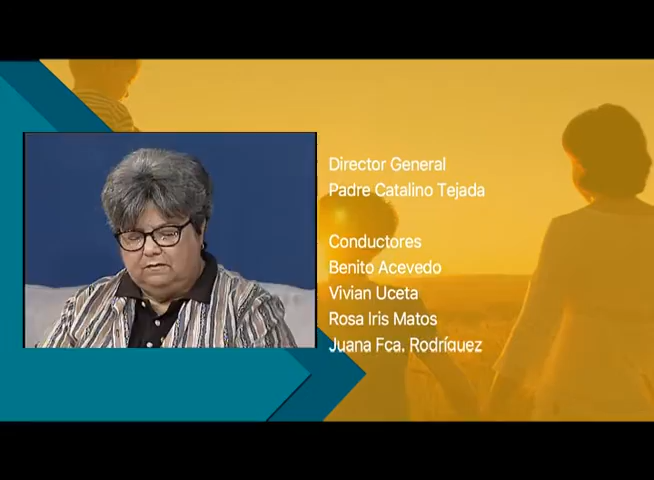 Director General
Padre Catalino Tejada
Conductores
Benito Acevedo
Vivian Uceta
Rosa Iris Matos
Juana Fca. Rodríguez